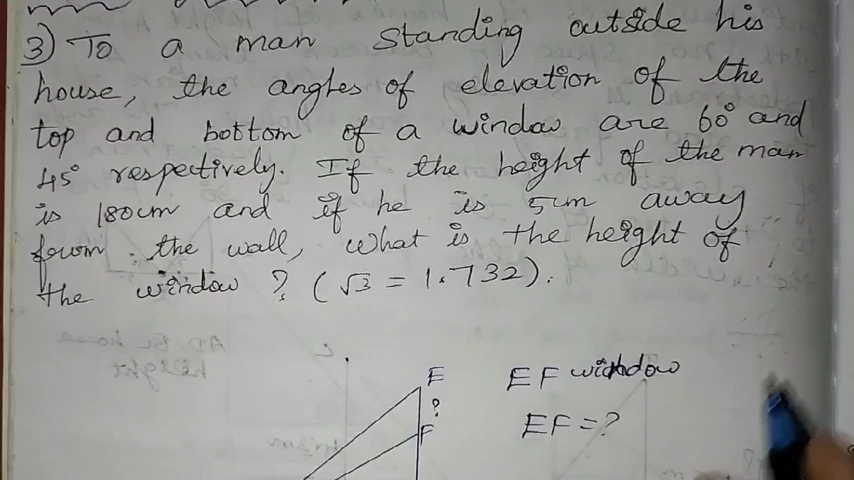 3) To a man standing outside his
house, the angles of elevation of the
top and bottom of a window are 60° and
45° respectively. If the height of the man
is 180cm and if he is 5cm away
from the wall, what is the height of
the window? (√3 = 1.732).
E
EF window
?
F
EF = ?